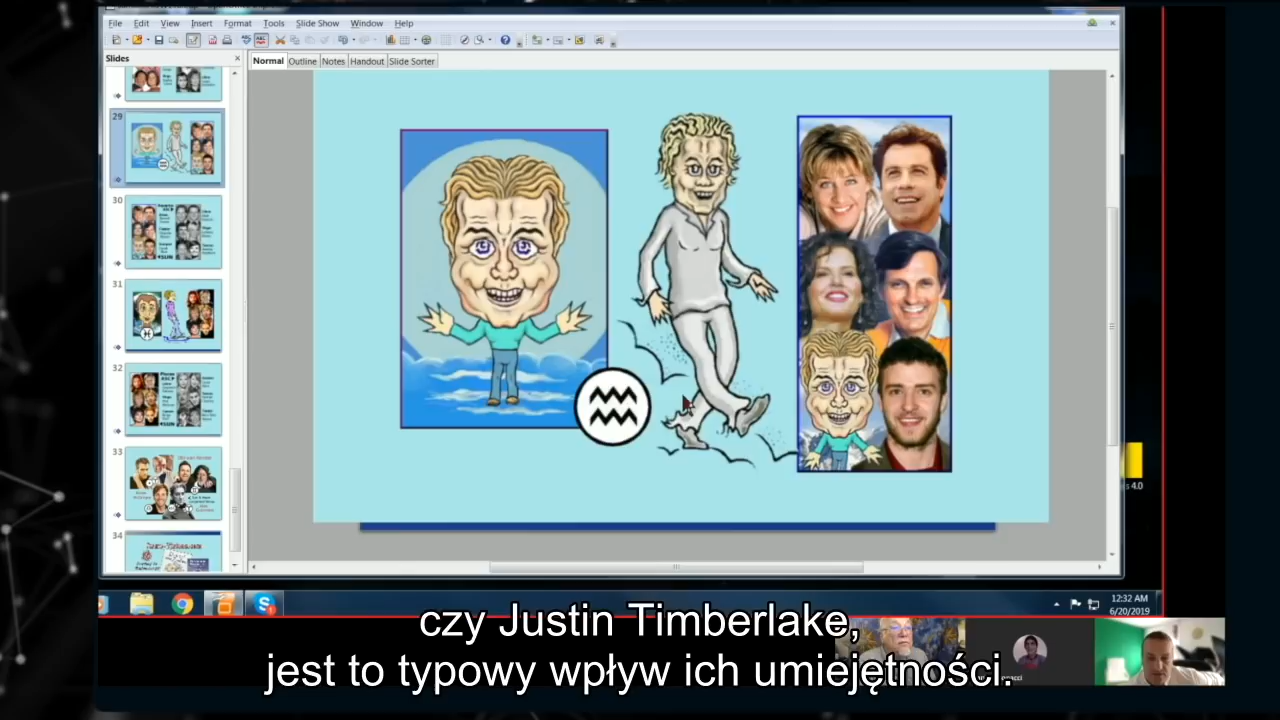 File Edit View Insert Format Tools Slide Show Window Help
Slides
Normal Outline Notes Handout Slide Sorter
29
30
31
32
33
34
s 4.0
12:32 AM
6/20/2019
czy Justin Timberlake,
jest to typowy wpływ ich umiejętności.